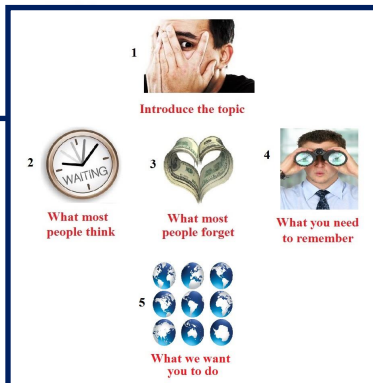 1
Introduce the topic
2
WAITING
What most
people think
3
What most
people forget
4
What you need
to remember
5
What we want
you to do